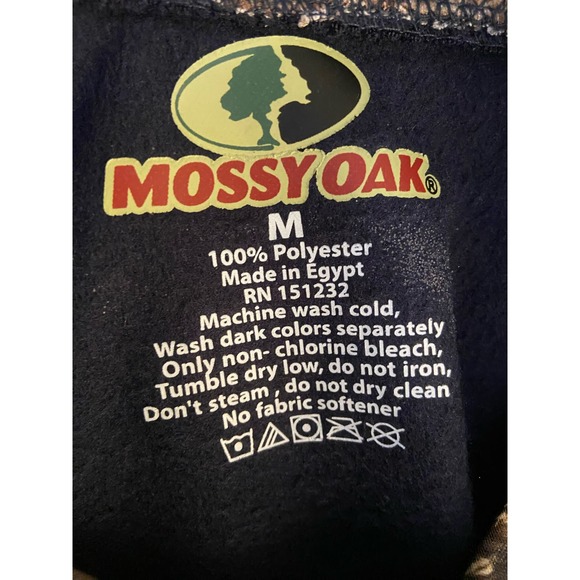 MOSSY OAK®
M
100% Polyester
Made in Egypt
RN 151232
Machine wash cold,
Wash dark colors separately
Only non- chlorine bleach,
Tumble dry low, do not iron,
Don't steam , do not dry clean
No fabric softener